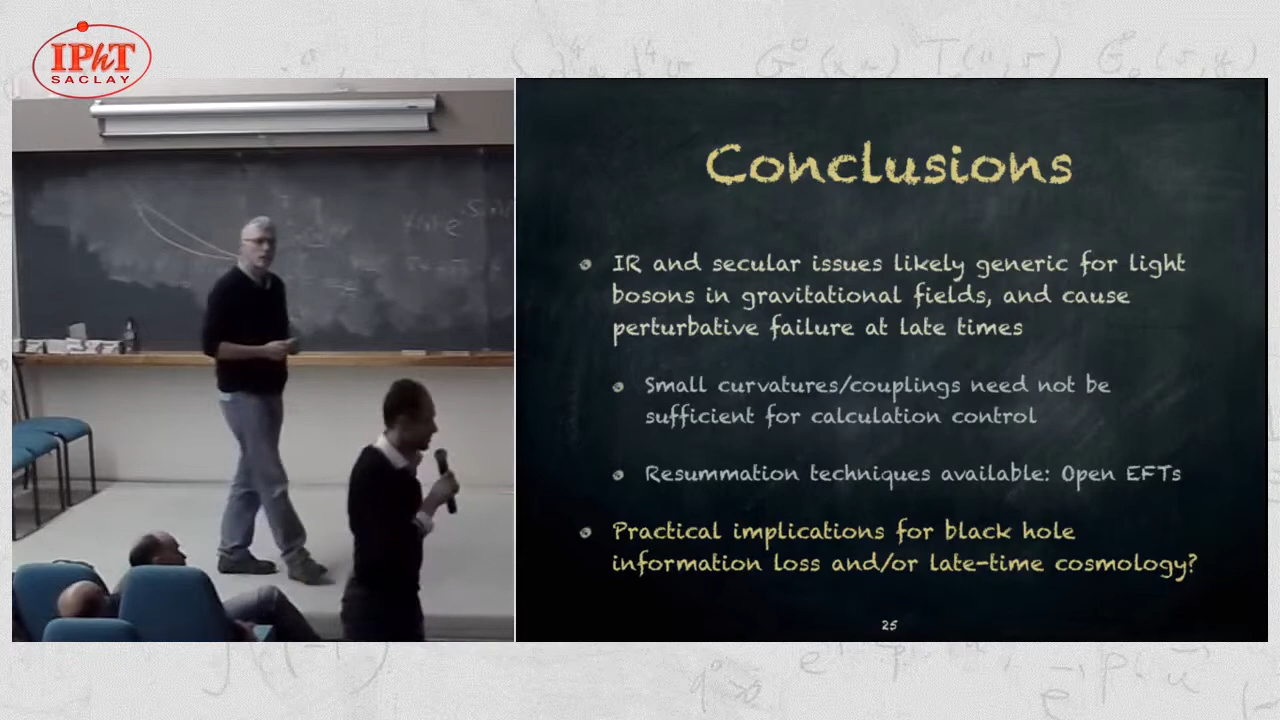 IPhT
SACLAY
Conclusions
IR and secular issues likely generic for light
bosons in gravitational fields, and cause
perturbative failure at late times
Small curvatures/couplings need not be
sufficient for calculation control
Resummation techniques available: Open EFTs
Practical implications for black hole
information loss and/or late-time cosmology?
25